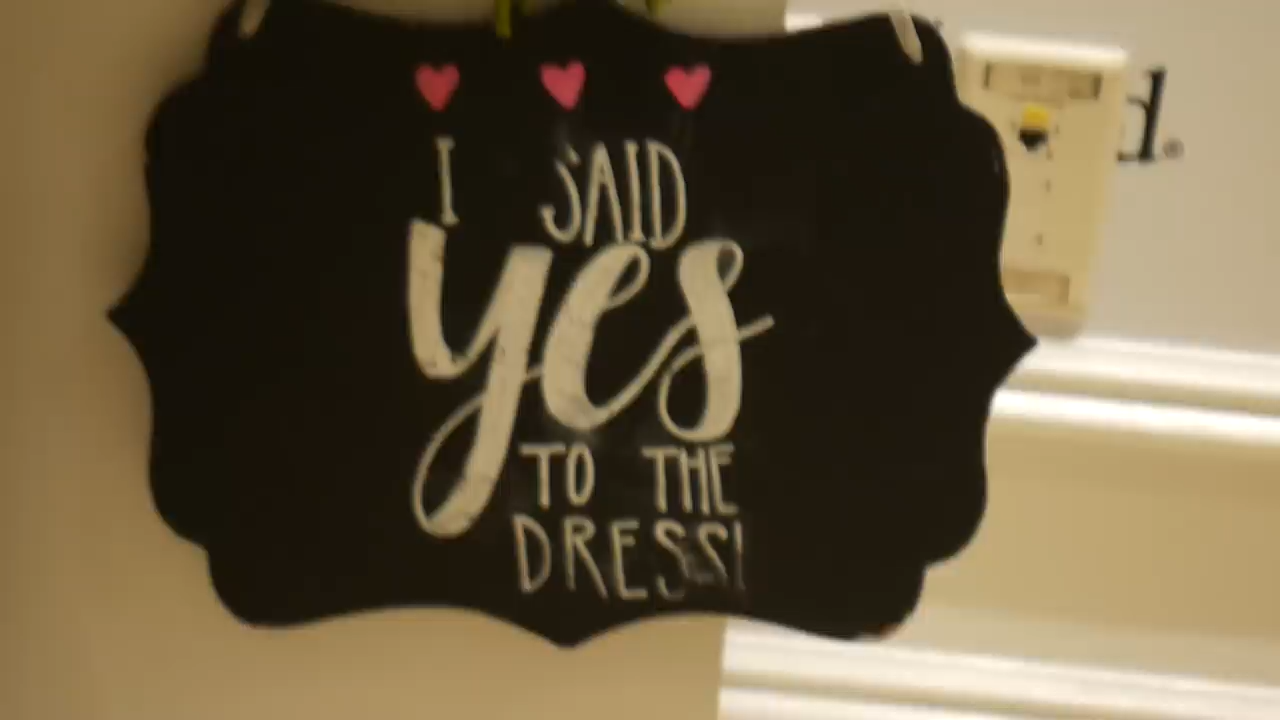 I SAID
yes
TO THE
DRESS!